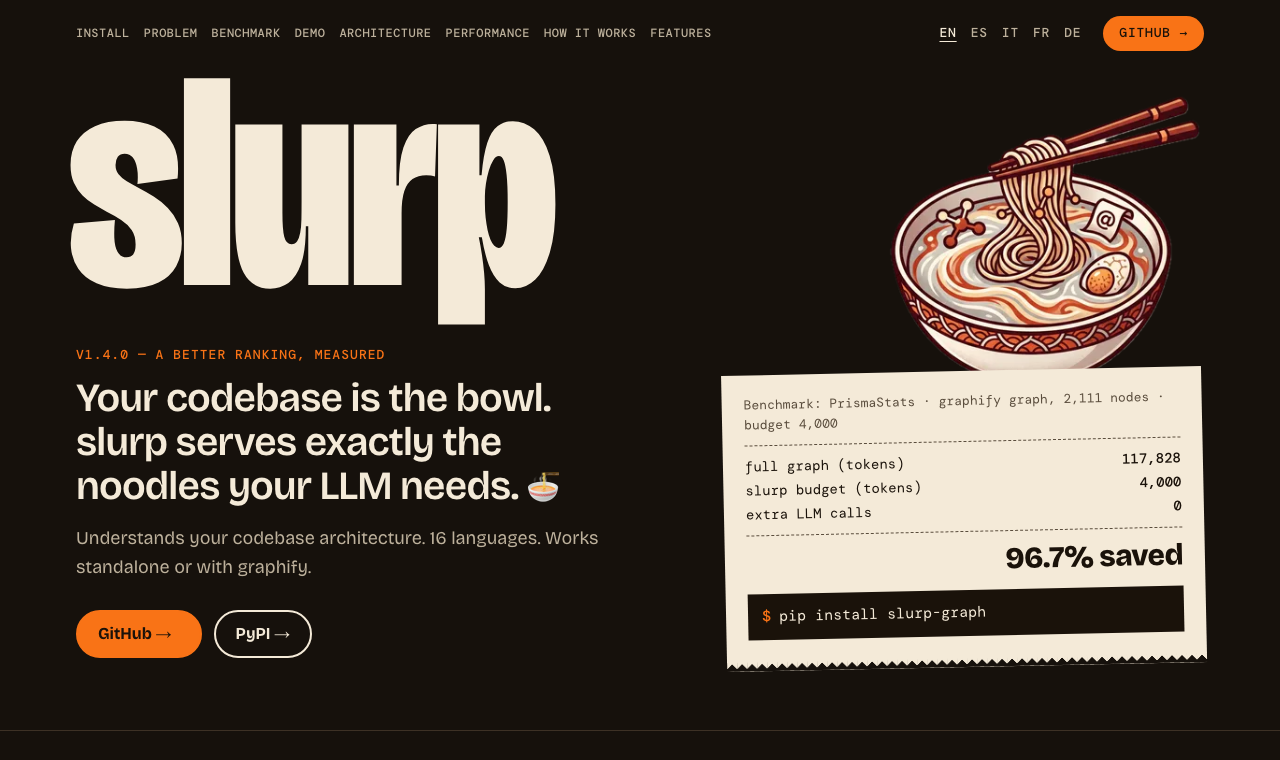 INSTALL PROBLEM BENCHMARK DEMO ARCHITECTURE PERFORMANCE HOW IT WORKS FEATURES
EN ES IT FR DE GITHUB →
slurp
@
V1.4.0 — A BETTER RANKING, MEASURED
Your codebase is the bowl.
slurp serves exactly the
noodles your LLM needs. 🍜
Understands your codebase architecture. 16 languages. Works
standalone or with graphify.
GitHub → PyPI →
Benchmark: PrismaStats · graphify graph, 2,111 nodes ·
budget 4,000
full graph (tokens) 117,828
slurp budget (tokens) 4,000
extra LLM calls 0
96.7% saved
$ pip install slurp-graph